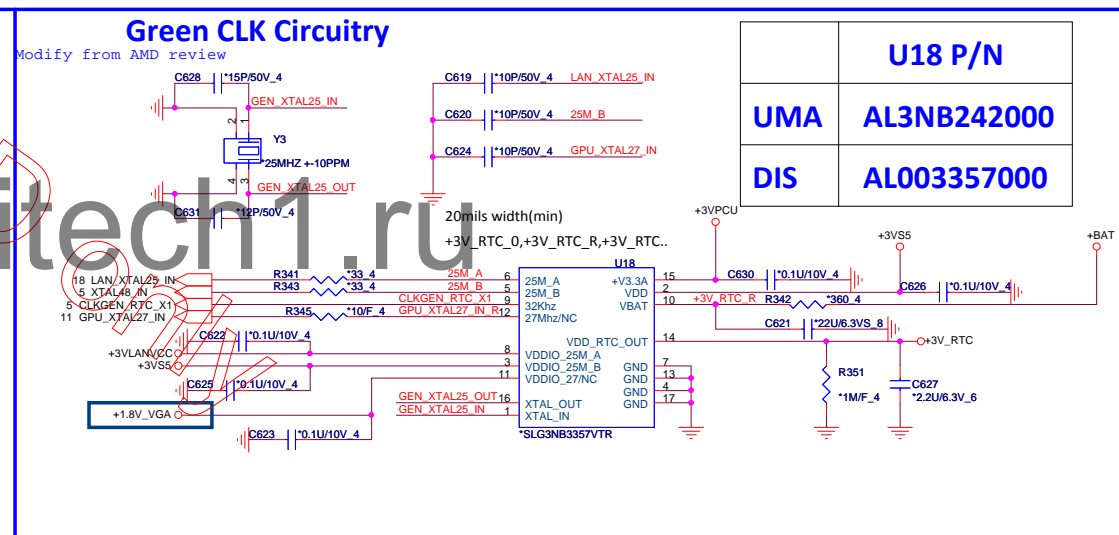 Green CLK Circuitry
Modify from AMD review
U18 P/N
UMA AL3NB242000
DIS AL003357000
C628 *15P/50V_4
GEN_XTAL25_IN
2 1
Y3
*25MHZ +-10PPM
4 3
GEN_XTAL25_OUT
C631 *12P/50V_4
C619 *10P/50V_4 LAN_XTAL25_IN
C620 *10P/50V_4 25M_B
C624 *10P/50V_4 GPU_XTAL27_IN
itech1.ru
20mils width(min)
+3V_RTC_0,+3V_RTC_R,+3V_RTC..
18 LAN_XTAL25_IN
5 XTAL48_IN
5 CLKGEN_RTC_X1
11 GPU_XTAL27_IN
R341 *33_4 25M_A 6
R343 *33_4 25M_B 5
CLKGEN_RTC_X1 9
R345 *10/F_4 GPU_XTAL27_IN_R 12
C622 *0.1U/10V_4
+3VLANVCC 8
+3VS5 3
11
C625 *0.1U/10V_4
+1.8V_VGA
GEN_XTAL25_OUT 16
GEN_XTAL25_IN 1
C623 *0.1U/10V_4
U18
25M_A
25M_B
32Khz
27Mhz/NC
VDDIO_25M_A
VDDIO_25M_B
VDDIO_27/NC
XTAL_OUT
XTAL_IN
+V3.3A 15
VDD 2
VBAT 10
VDD_RTC_OUT 14
GND 7
GND 13
GND 4
GND 17
*SLG3NB3357VTR
+3VPCU
C630 *0.1U/10V_4
+3VS5
C626 *0.1U/10V_4
+BAT
+3V_RTC_R R342 *360_4
C621 *22U/6.3VS_8
+3V_RTC
R351
*1M/F_4
C627
*2.2U/6.3V_6